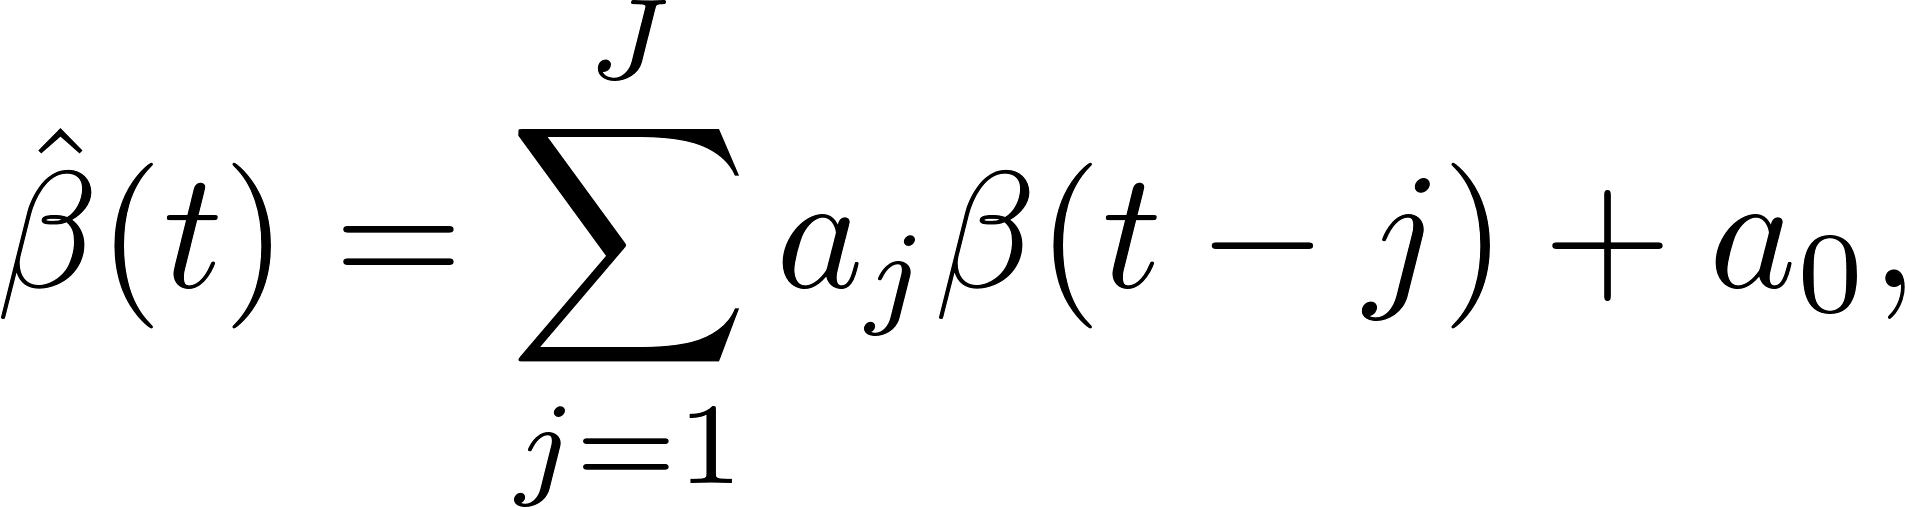 \hat{\beta}(t) = \sum_{j=1}^{J} a_j \beta(t - j) + a_0,